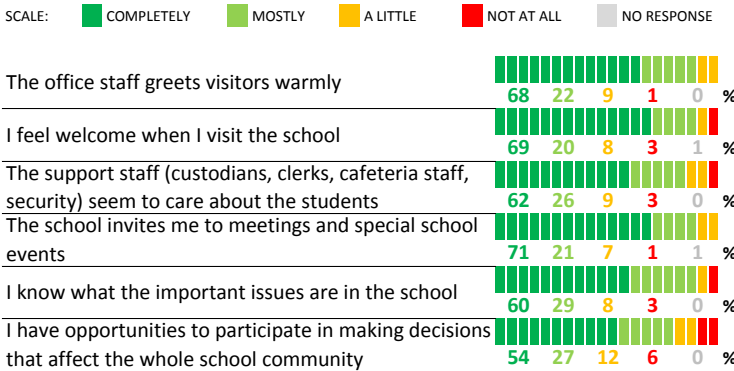 SCALE: COMPLETELY MOSTLY A LITTLE NOT AT ALL NO RESPONSE
The office staff greets visitors warmly
68 22 9 1 0 %
I feel welcome when I visit the school
69 20 8 3 1 %
The support staff (custodians, clerks, cafeteria staff,
security) seem to care about the students
62 26 9 3 0 %
The school invites me to meetings and special school
events
71 21 7 1 1 %
I know what the important issues are in the school
60 29 8 3 0 %
I have opportunities to participate in making decisions
that affect the whole school community
54 27 12 6 0 %